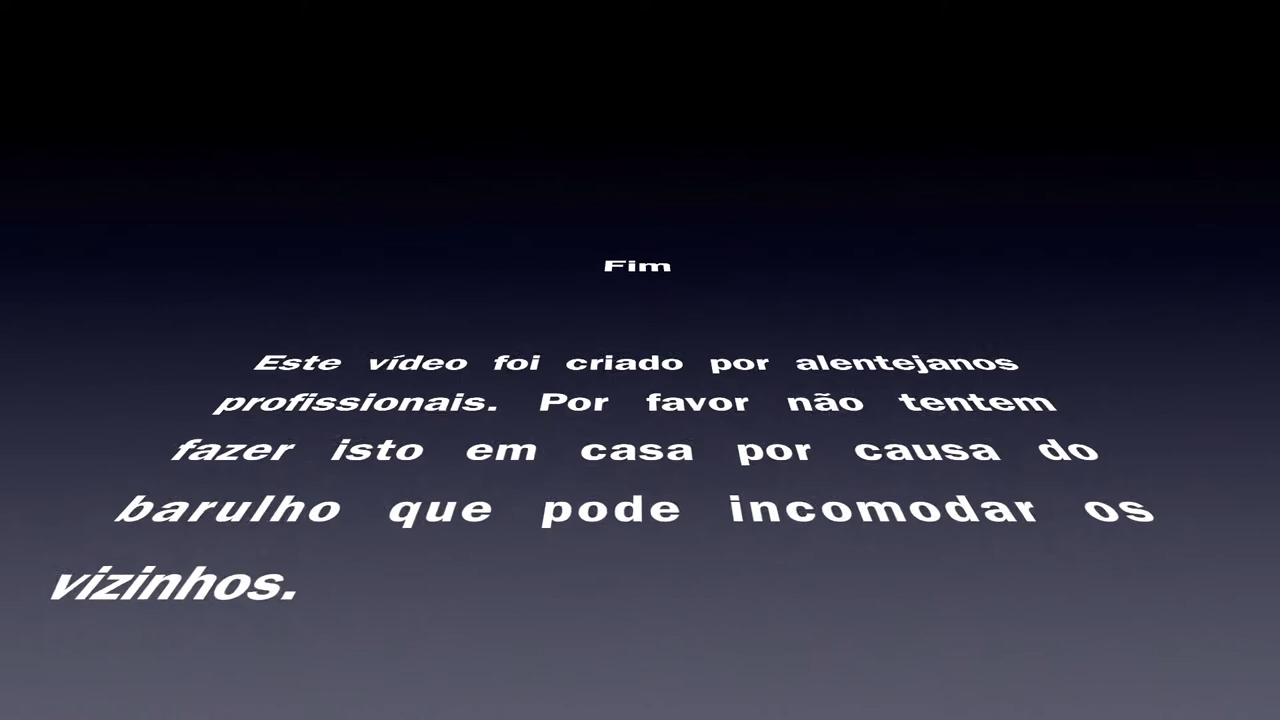 Fim
Este vídeo foi criado por alentejanos
profissionais. Por favor não tentem
fazer isto em casa por causa do
barulho que pode incomodar os
vizinhos.